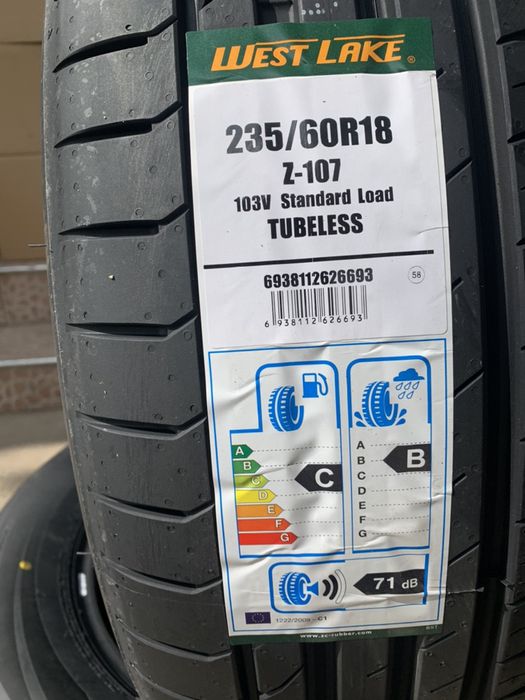 WEST LAKE ®
235/60R18
Z-107
103V Standard Load
TUBELESS
6938112626693
58
6 938112 626693
A
B
C
D
E
F
G
C
A
B
C
D
E
F
G
B
71 dB
1222/2009 - C1
www.zc-rubber.com